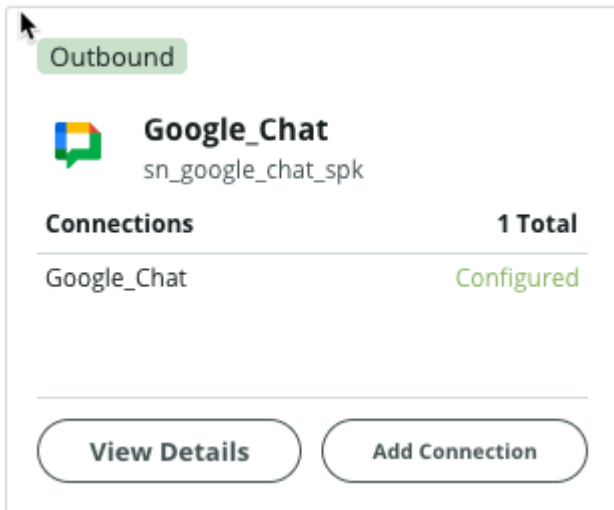 Outbound
Google_Chat
sn_google_chat_spk
Connections 1 Total
Google_Chat Configured
View Details Add Connection